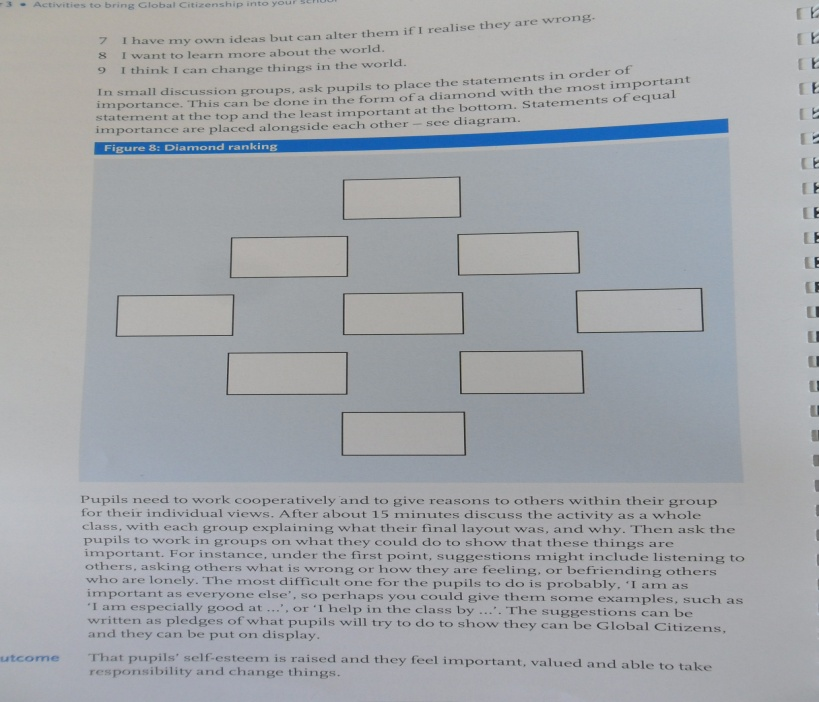 3 • Activities to bring Global Citizenship into your school
7 I have my own ideas but can alter them if I realise they are wrong.
8 I want to learn more about the world.
9 I think I can change things in the world.
In small discussion groups, ask pupils to place the statements in order of
importance. This can be done in the form of a diamond with the most important
statement at the top and the least important at the bottom. Statements of equal
importance are placed alongside each other – see diagram.
Figure 8: Diamond ranking
Pupils need to work cooperatively and to give reasons to others within their group
for their individual views. After about 15 minutes discuss the activity as a whole
class, with each group explaining what their final layout was, and why. Then ask the
pupils to work in groups on what they could do to show that these things are
important. For instance, under the first point, suggestions might include listening to
others, asking others what is wrong or how they are feeling, or befriending others
who are lonely. The most difficult one for the pupils to do is probably, ‘I am as
important as everyone else’, so perhaps you could give them some examples, such as
‘I am especially good at ...’, or ‘I help in the class by ...’. The suggestions can be
written as pledges of what pupils will try to do to show they can be Global Citizens,
and they can be put on display.
utcome That pupils’ self-esteem is raised and they feel important, valued and able to take
responsibility and change things.